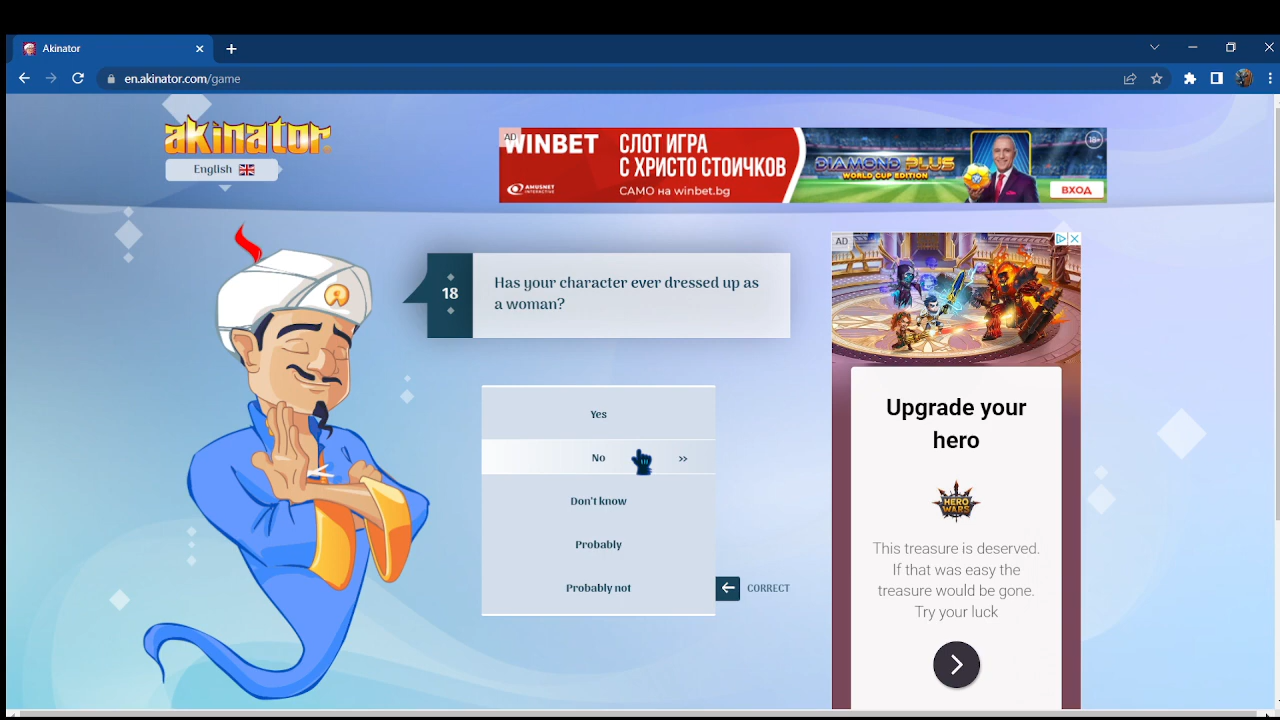 Akinator
en.akinator.com/game
akinator
English
AD
WINBET
СЛОТ ИГРА
С ХРИСТО СТОИЧКОВ
САМО на winbet.bg
AMUSNET
INTERACTIVE
DIAMOND PLUS
WORLD CUP EDITION
18+
ВХОД
18
Has your character ever dressed up as
a woman?
Yes
No
Don't know
Probably
Probably not
CORRECT
AD
Upgrade your
hero
HERO
WARS
This treasure is deserved.
If that was easy the
treasure would be gone.
Try your luck